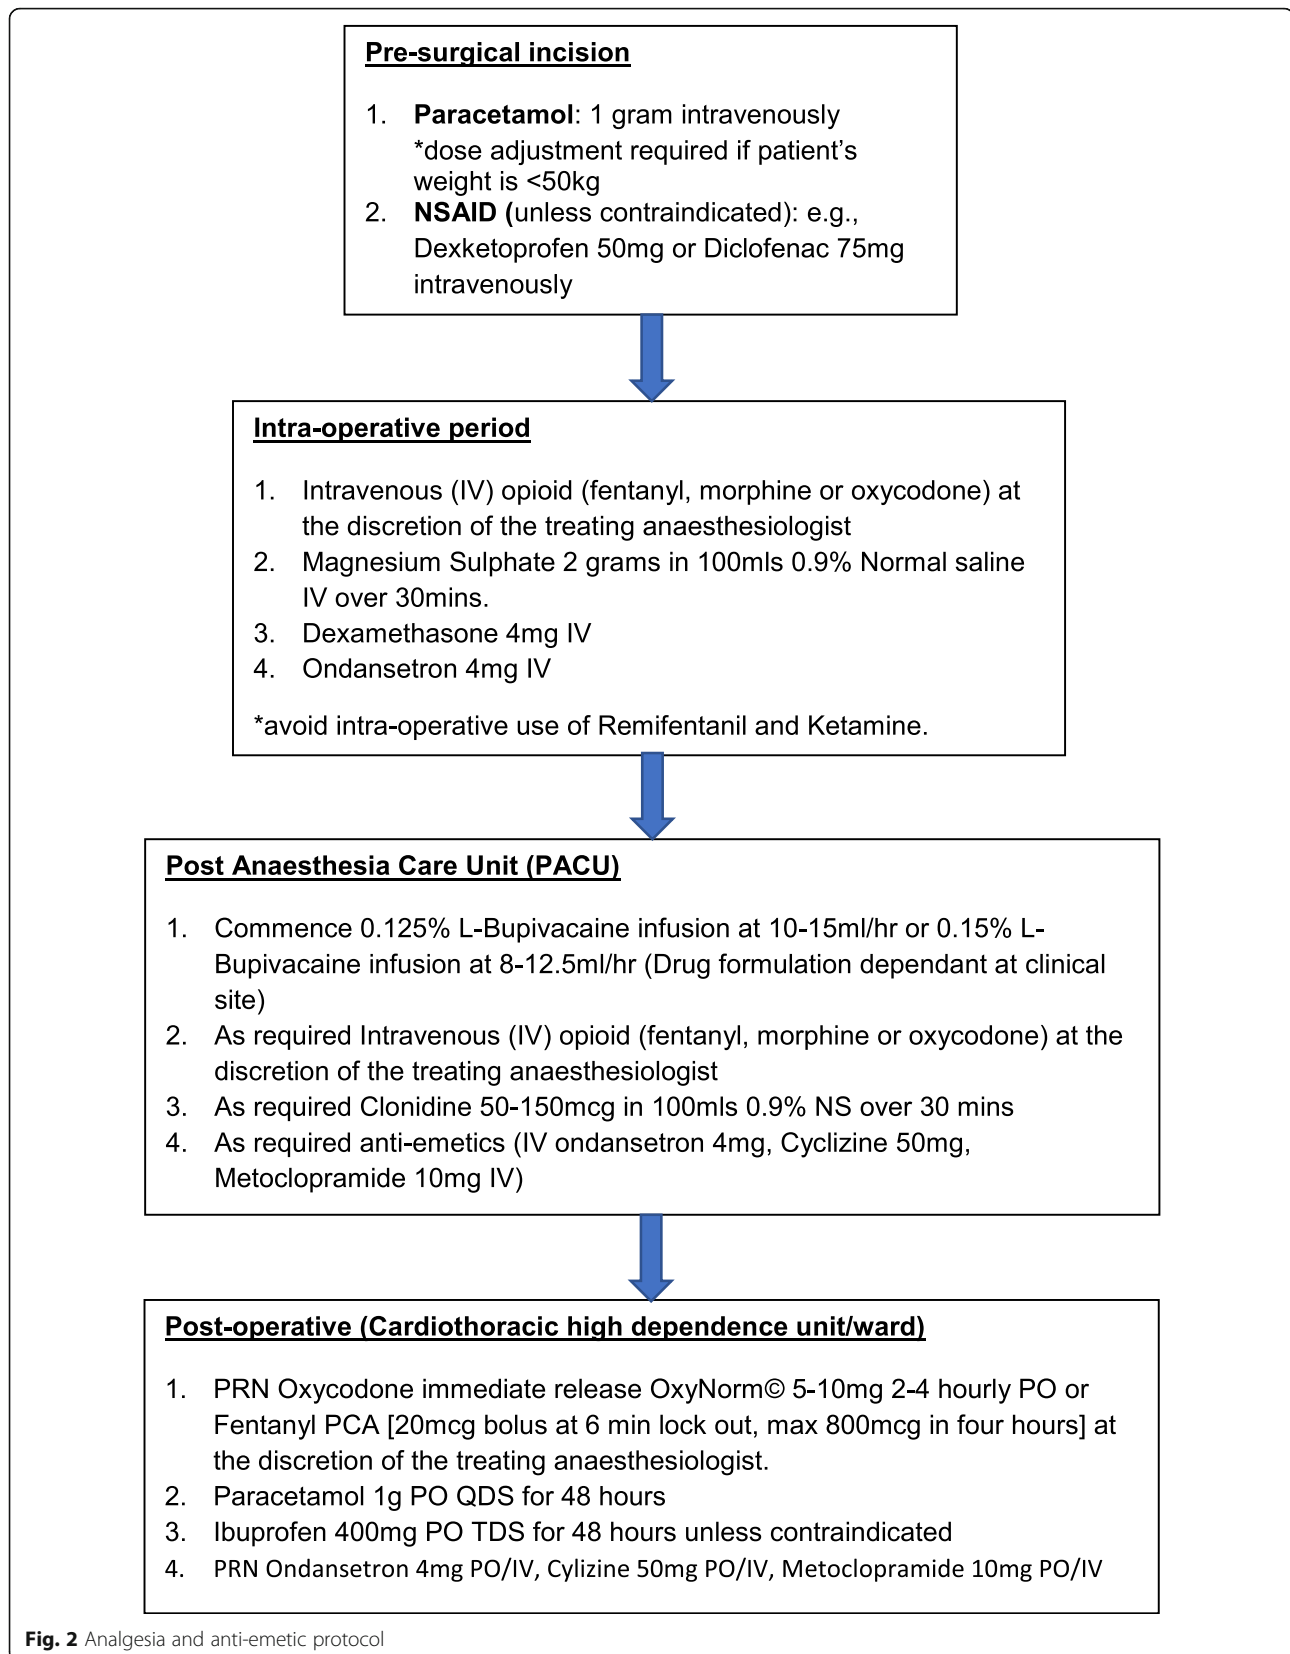 Pre-surgical incision
1. Paracetamol: 1 gram intravenously
*dose adjustment required if patient's
weight is <50kg
2. NSAID (unless contraindicated): e.g.,
Dexketoprofen 50mg or Diclofenac 75mg
intravenously
Intra-operative period
1. Intravenous (IV) opioid (fentanyl, morphine or oxycodone) at
the discretion of the treating anaesthesiologist
2. Magnesium Sulphate 2 grams in 100mls 0.9% Normal saline
IV over 30mins.
3. Dexamethasone 4mg IV
4. Ondansetron 4mg IV
*avoid intra-operative use of Remifentanil and Ketamine.
Post Anaesthesia Care Unit (PACU)
1. Commence 0.125% L-Bupivacaine infusion at 10-15ml/hr or 0.15% L-
Bupivacaine infusion at 8-12.5ml/hr (Drug formulation dependant at clinical
site)
2. As required Intravenous (IV) opioid (fentanyl, morphine or oxycodone) at the
discretion of the treating anaesthesiologist
3. As required Clonidine 50-150mcg in 100mls 0.9% NS over 30 mins
4. As required anti-emetics (IV ondansetron 4mg, Cyclizine 50mg,
Metoclopramide 10mg IV)
Post-operative (Cardiothoracic high dependence unit/ward)
1. PRN Oxycodone immediate release OxyNorm© 5-10mg 2-4 hourly PO or
Fentanyl PCA [20mcg bolus at 6 min lock out, max 800mcg in four hours] at
the discretion of the treating anaesthesiologist.
2. Paracetamol 1g PO QDS for 48 hours
3. Ibuprofen 400mg PO TDS for 48 hours unless contraindicated
4. PRN Ondansetron 4mg PO/IV, Cylizine 50mg PO/IV, Metoclopramide 10mg PO/IV
Fig. 2 Analgesia and anti-emetic protocol